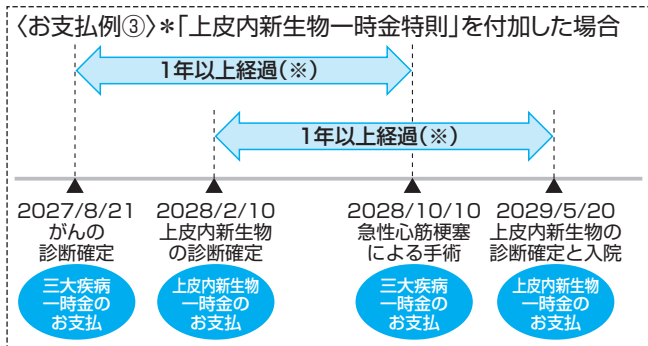 〈お支払例③〉*「上皮内新生物一時金特則」を付加した場合
1年以上経過(※)
1年以上経過(※)
2027/8/21
がんの
診断確定
三大疾病
一時金の
お支払
2028/2/10
上皮内新生物
の診断確定
上皮内新生物
一時金の
お支払
2028/10/10
急性心筋梗塞
による手術
三大疾病
一時金の
お支払
2029/5/20
上皮内新生物の
診断確定と入院
上皮内新生物
一時金の
お支払